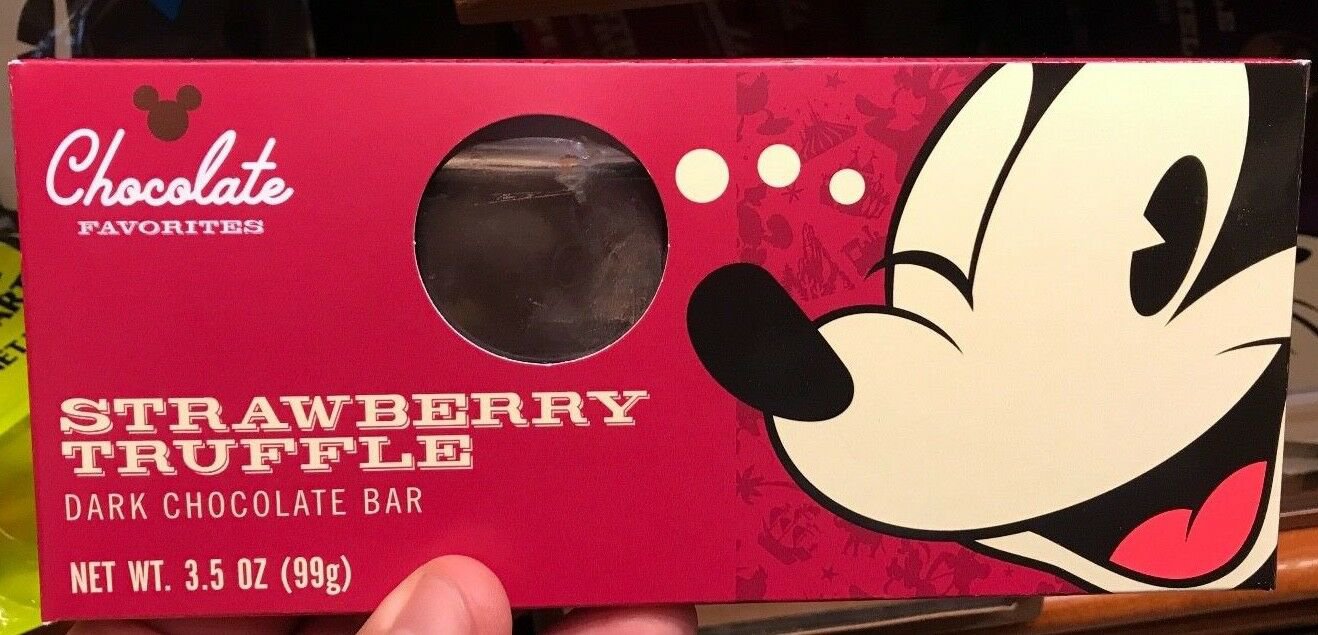 Chocolate
FAVORITES
STRAWBERRY
TRUFFLE
DARK CHOCOLATE BAR
NET WT. 3.5 OZ (99g)